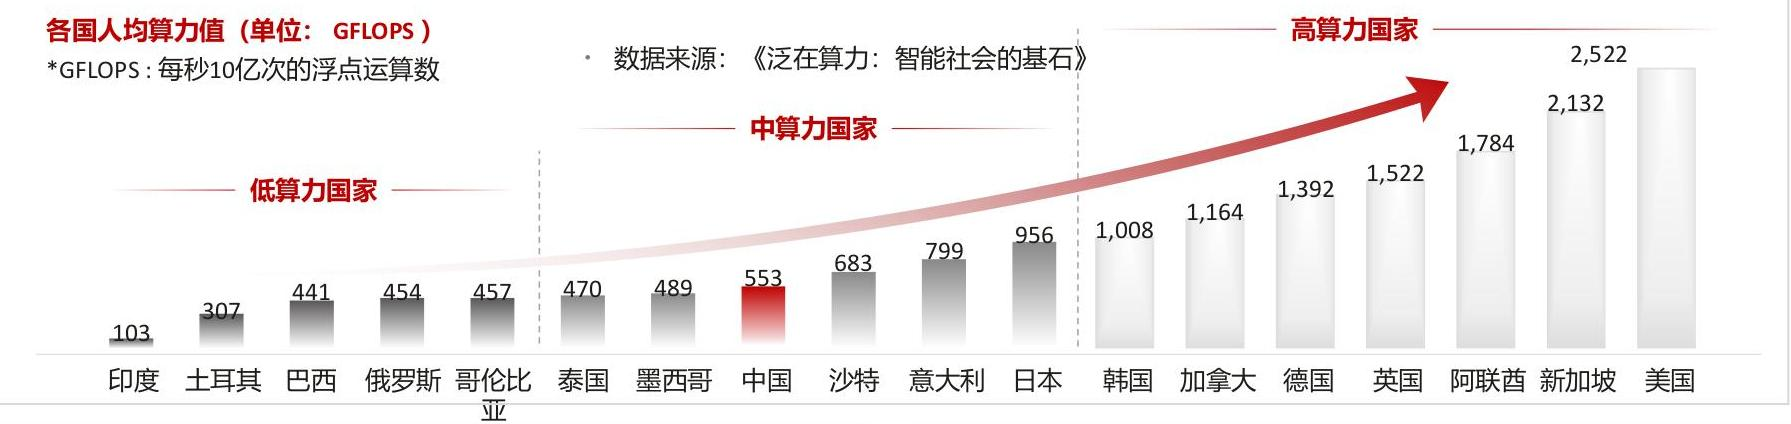 各国人均算力值（单位： GFLOPS ）
*GFLOPS : 每秒10亿次的浮点运算数
• 数据来源：《泛在算力：智能社会的基石》
低算力国家
中算力国家
高算力国家
103 307 441 454 457 470 489 553 683 799 956 1,008 1,164 1,392 1,522 1,784 2,132 2,522
印度 土耳其 巴西 俄罗斯 哥伦比 泰国 墨西哥 中国 沙特 意大利 日本 韩国 加拿大 德国 英国 阿联酋 新加坡 美国
亚